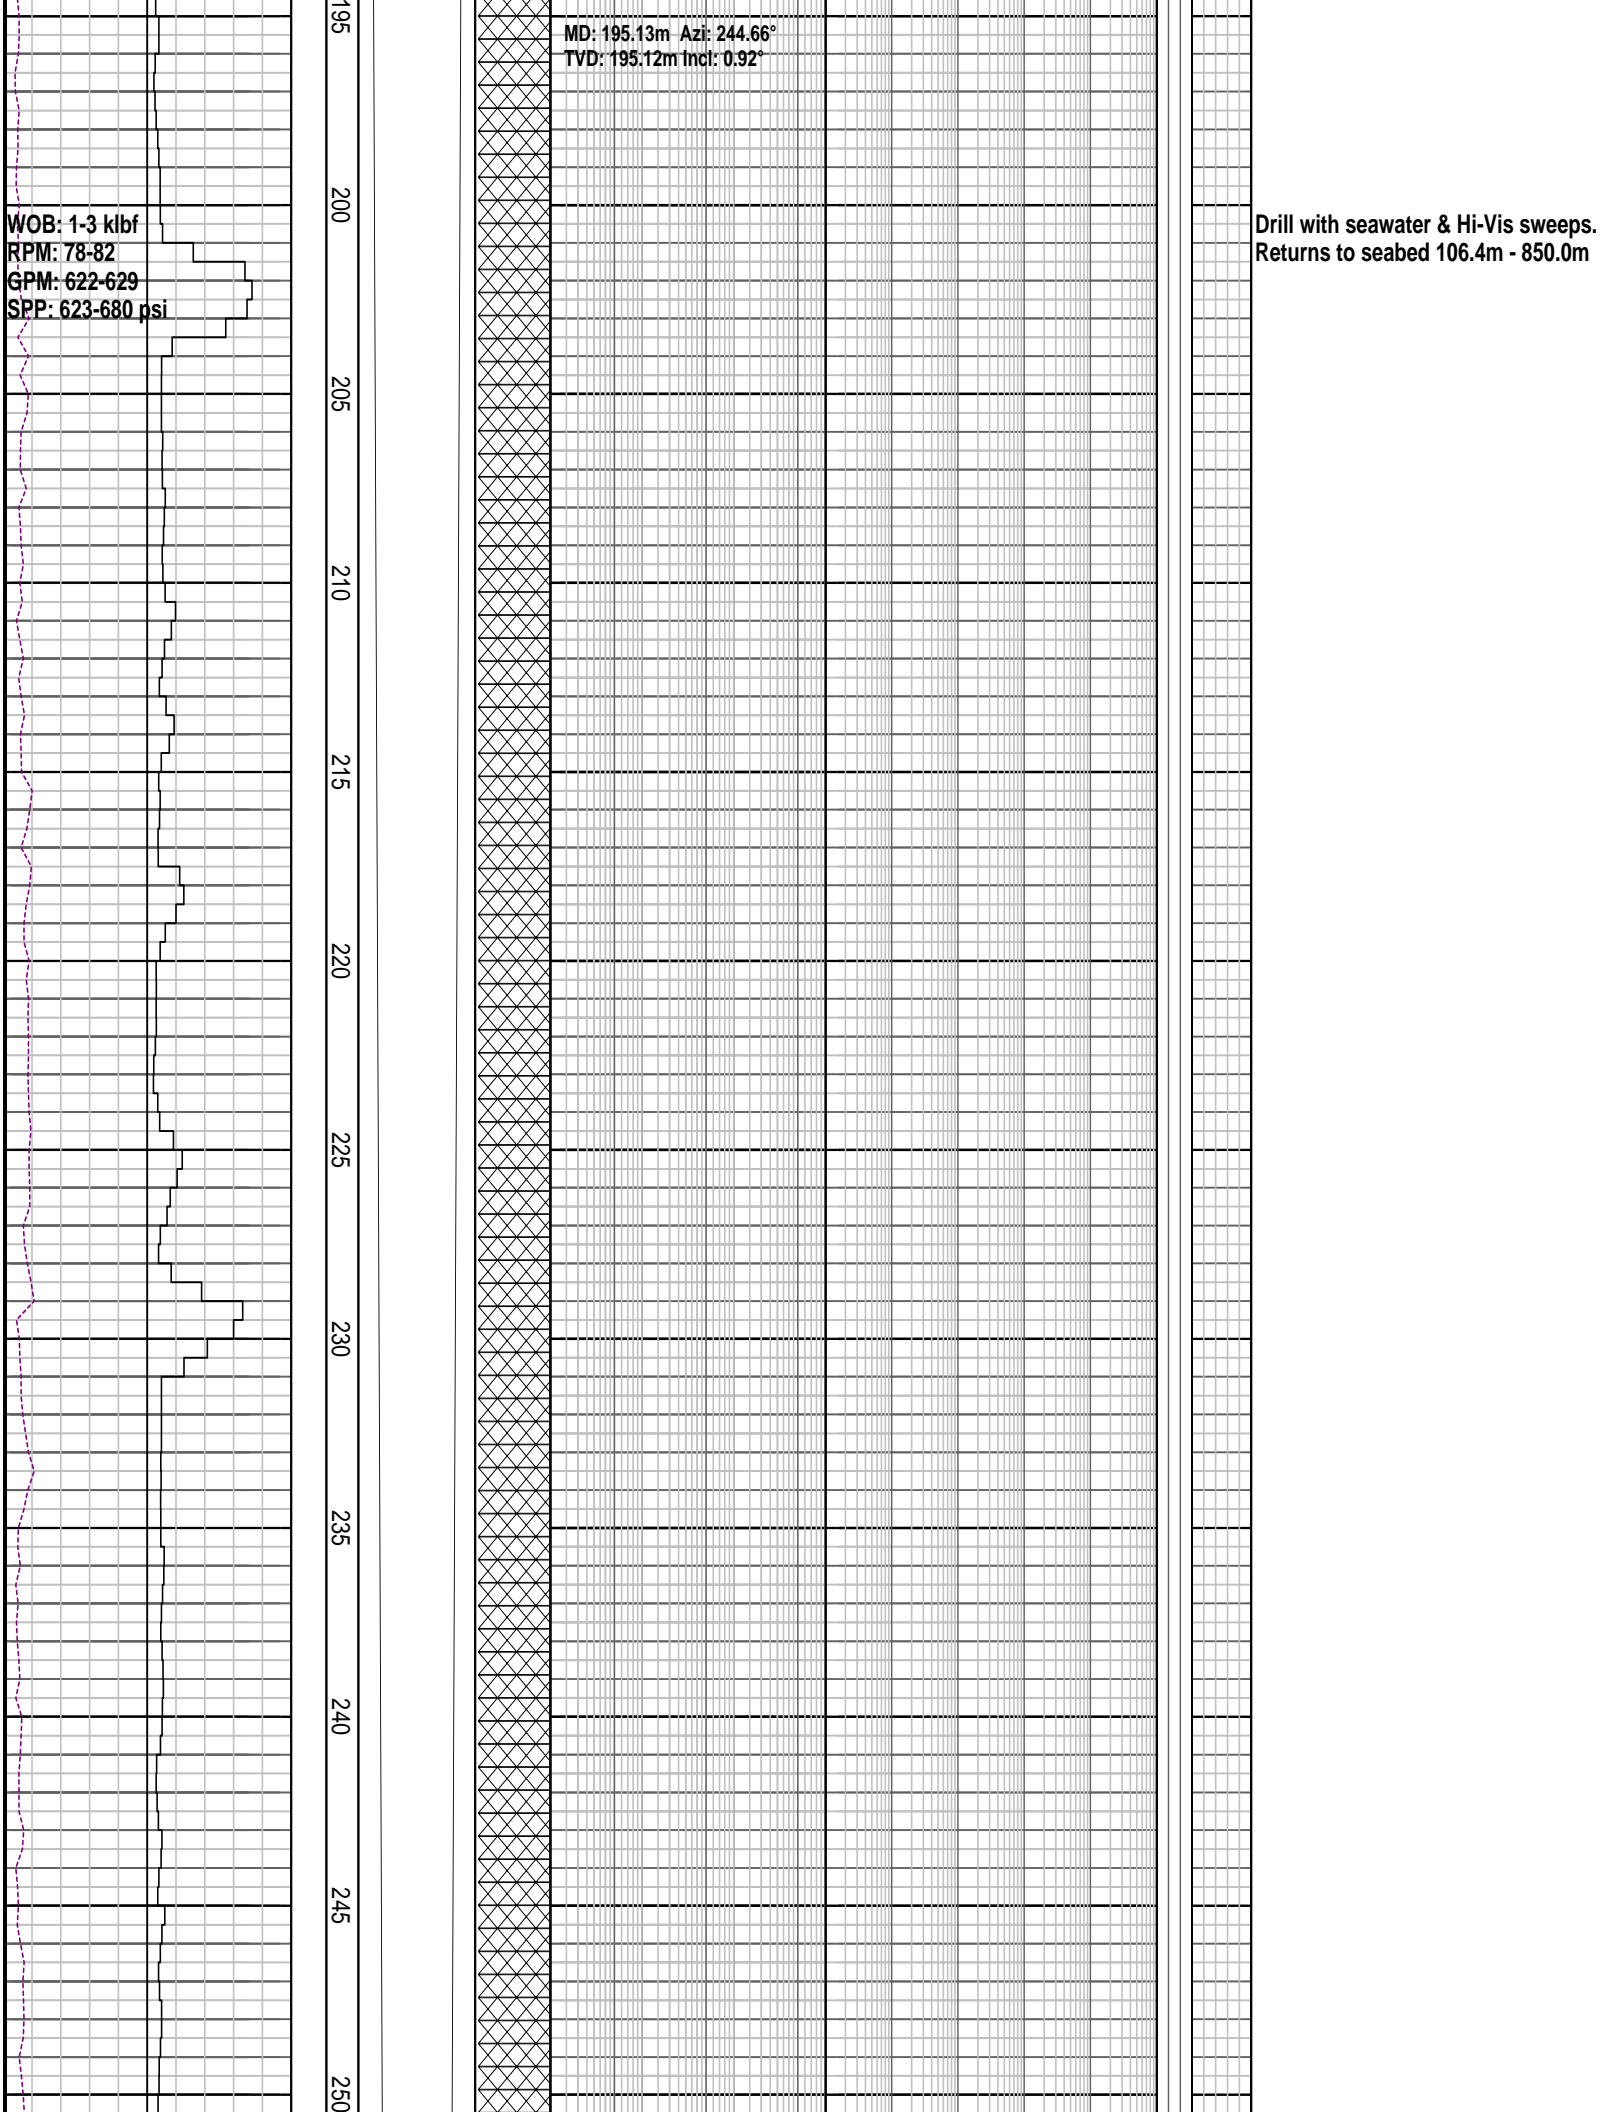 195
MD: 195.13m Azi: 244.66°
TVD: 195.12m Incl: 0.92°
200
WOB: 1-3 klbf
RPM: 78-82
GPM: 622-629
SPP: 623-680 psi
Drill with seawater & Hi-Vis sweeps.
Returns to seabed 106.4m - 850.0m
205
210
215
220
225
230
235
240
245
250